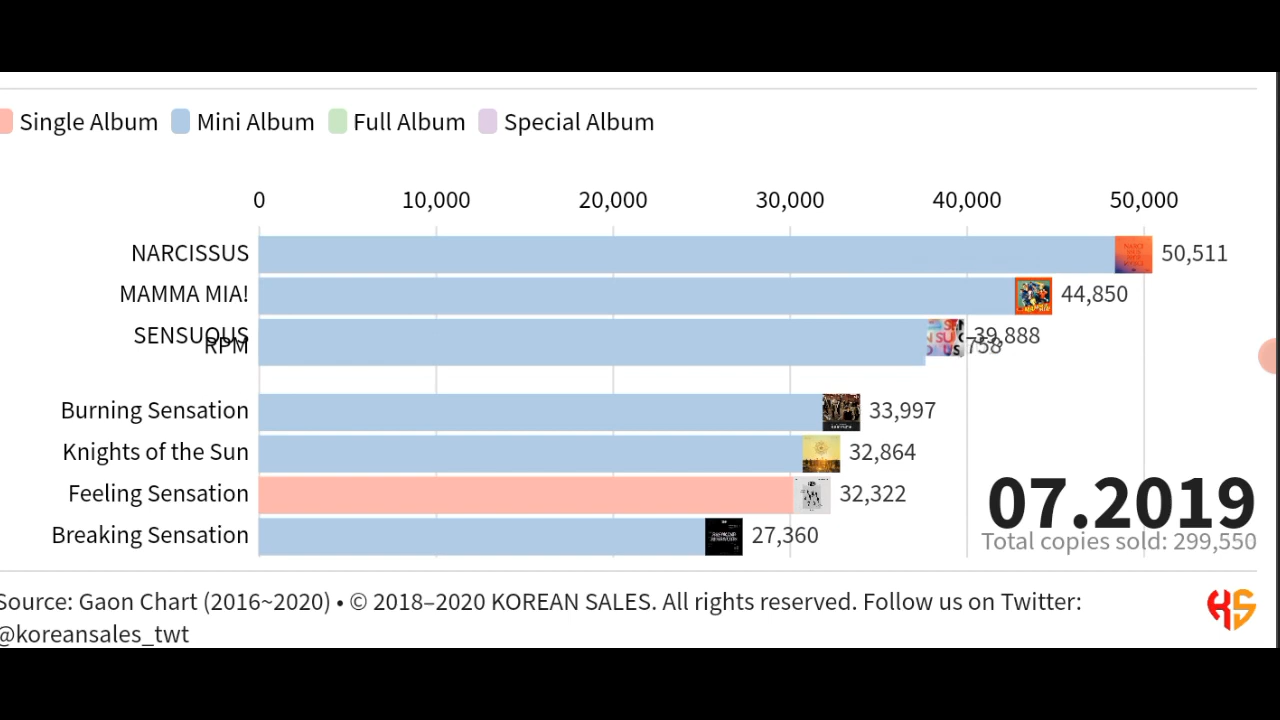 Single Album Mini Album Full Album Special Album
0 10,000 20,000 30,000 40,000 50,000
NARCISSUS 50,511
MAMMA MIA! 44,850
SENSUOUS 39,888
RPM
Burning Sensation 33,997
Knights of the Sun 32,864
Feeling Sensation 32,322
Breaking Sensation 27,360
07.2019
Total copies sold: 299,550
Source: Gaon Chart (2016~2020) • © 2018–2020 KOREAN SALES. All rights reserved. Follow us on Twitter:
@koreansales_twt
KS